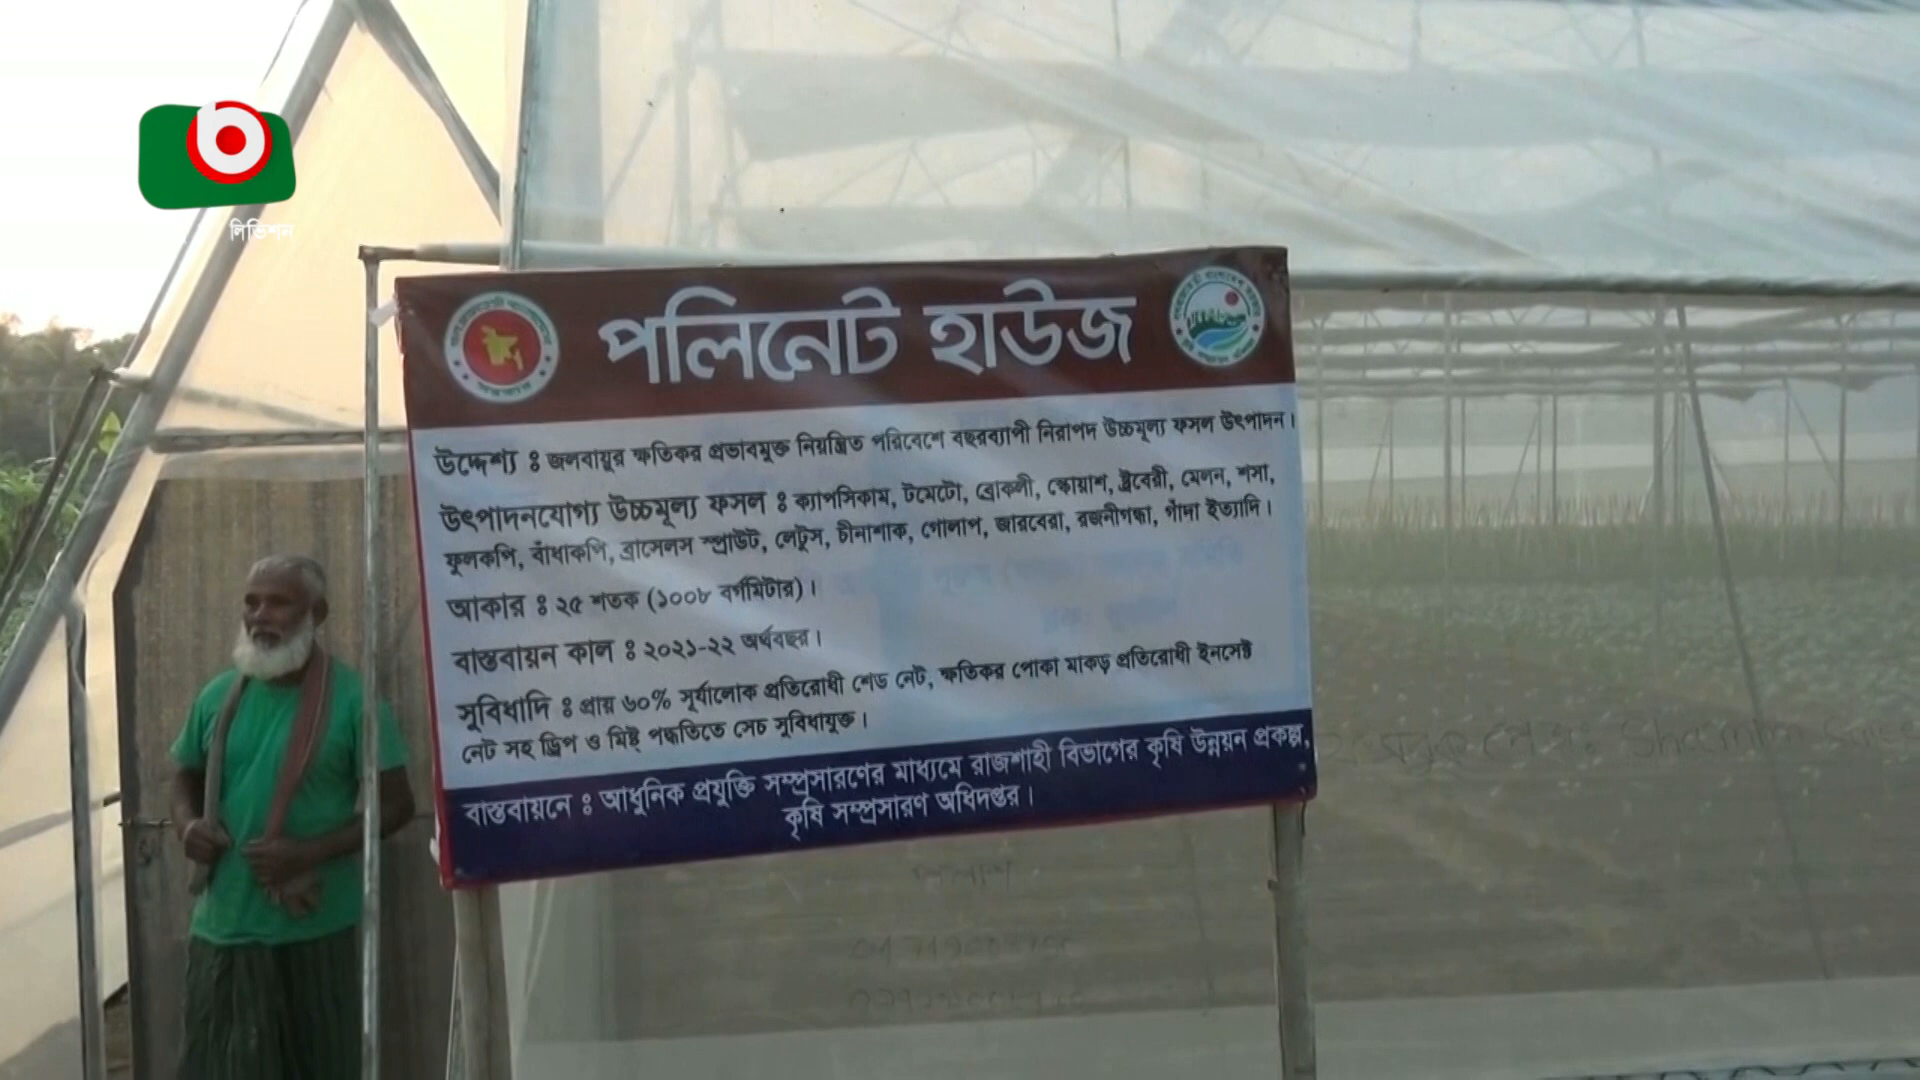 লিভিশন
পলিনেট হাউজ
উদ্দেশ্য ঃ জলবায়ুর ক্ষতিকর প্রভাবমুক্ত নিয়ন্ত্রিত পরিবেশে বছরব্যাপী নিরাপদ উচ্চমূল্য ফসল উৎপাদন।
উৎপাদনযোগ্য উচ্চমূল্য ফসল ঃ ক্যাপসিকাম, টমেটো, ব্রোকলী, স্কোয়াশ, ষ্ট্রবেরী, মেলন, শসা,
ফুলকপি, বাঁধাকপি, ব্রাসেলস স্প্রাউট, লেটুস, চীনাশাক, গোলাপ, জারবেরা, রজনীগন্ধা, গাঁদা ইত্যাদি।
আকার ঃ ২৫ শতক (১০০৮ বর্গমিটার)।
বাস্তবায়ন কাল ঃ ২০২১-২২ অর্থবছর।
সুবিধাদি ঃ প্রায় ৬০% সূর্যালোক প্রতিরোধী শেড নেট, ক্ষতিকর পোকা মাকড় প্রতিরোধী ইনসেক্ট
নেট সহ ড্রিপ ও মিষ্ট পদ্ধতিতে সেচ সুবিধাযুক্ত।
বাস্তবায়নে ঃ আধুনিক প্রযুক্তি সম্প্রসারণের মাধ্যমে রাজশাহী বিভাগের কৃষি উন্নয়ন প্রকল্প,
কৃষি সম্প্রসারণ অধিদপ্তর।